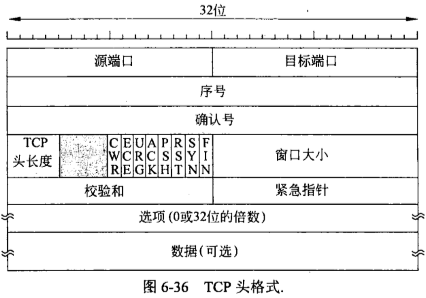 32位
源端口
目标端口
序号
确认号
TCP
头长度
CWR
ECE
URG
ACK
PSH
RST
SYN
FIN
窗口大小
校验和
紧急指针
选项(0或32位的倍数)
数据(可选)
图 6-36 TCP 头格式.